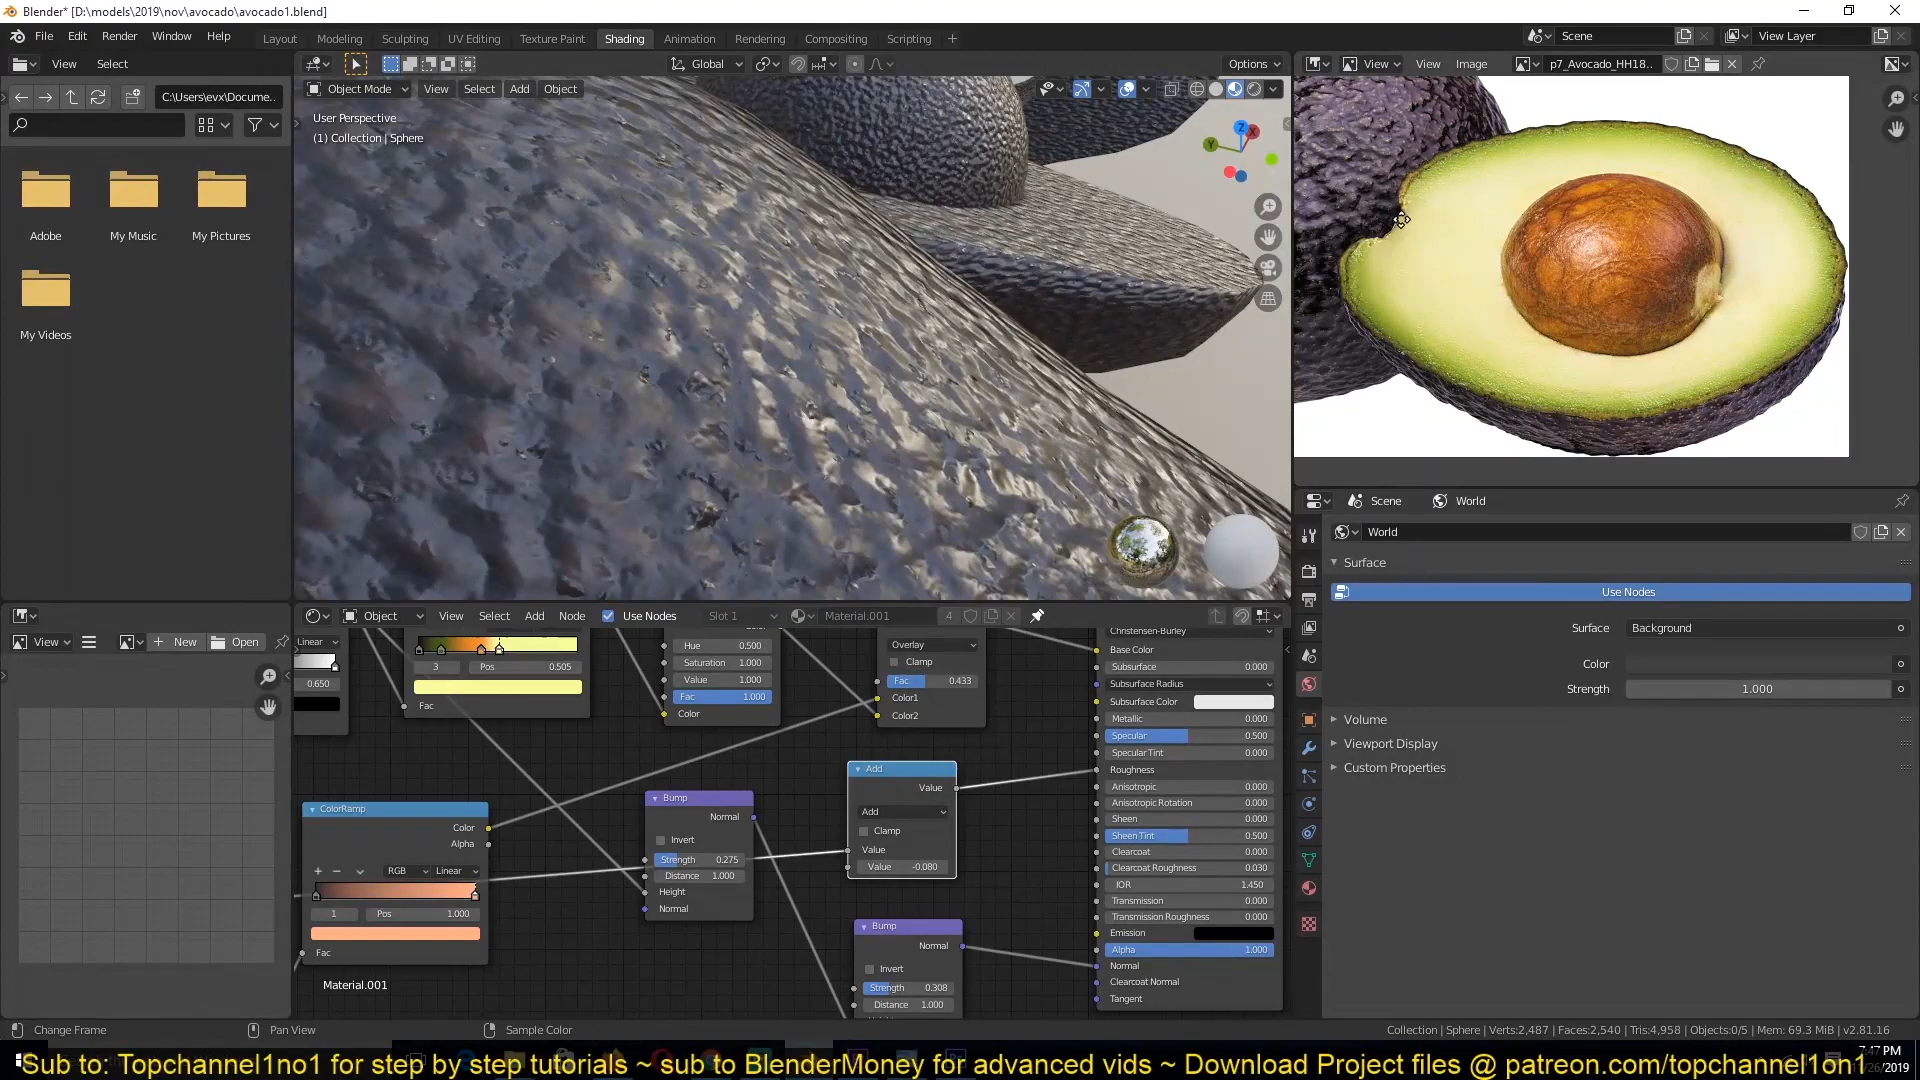 Blender* [D:\models\2019\nov\avocado\avocado1.blend]
File Edit Render Window Help
Layout Modeling Sculpting UV Editing Texture Paint Shading Animation Rendering Compositing Scripting
Scene
View Layer
View Select
Global
Options
View View Image
p7_Avocado_HH18..
C:\Users\evx\Docume..
Object Mode View Select Add Object
User Perspective
(1) Collection | Sphere
Z
X
Y
Adobe
My Music
My Pictures
My Videos
Scene World
World
Surface
Use Nodes
Surface Background
Color
Strength 1.000
Volume
Viewport Display
Custom Properties
Object View Select Add Node Use Nodes Slot 1 Material.001 4
View New Open
Linear
0.650
3 Pos 0.505
Fac
Hue 0.500
Saturation 1.000
Value 1.000
Fac 1.000
Color
Overlay
Clamp
Fac 0.433
Color1
Color2
Christensen-Burley
Base Color
Subsurface 0.000
Subsurface Radius
Subsurface Color
Metallic 0.000
Specular 0.500
Specular Tint 0.000
Roughness
Anisotropic 0.000
Anisotropic Rotation 0.000
Sheen 0.000
Sheen Tint 0.500
Clearcoat 0.000
Clearcoat Roughness 0.030
IOR 1.450
Transmission 0.000
Transmission Roughness 0.000
Emission
Alpha 1.000
Normal
Clearcoat Normal
Tangent
Add
Value
Add
Clamp
Value
Value -0.080
Bump
Normal
Invert
Strength 0.275
Distance 1.000
Height
Normal
ColorRamp
Color
Alpha
RGB Linear
1 Pos 1.000
Fac
Bump
Normal
Invert
Strength 0.308
Distance 1.000
Material.001
Change Frame Pan View Sample Color
Collection | Sphere | Verts:2,487 | Faces:2,540 | Tris:4,958 | Objects:0/5 | Mem: 69.3 MiB | v2.81.16
7:47 PM
Sub to: Topchannel1no1 for step by step tutorials ~ sub to BlenderMoney for advanced vids ~ Download Project files @ patreon.com/topchannel1on1